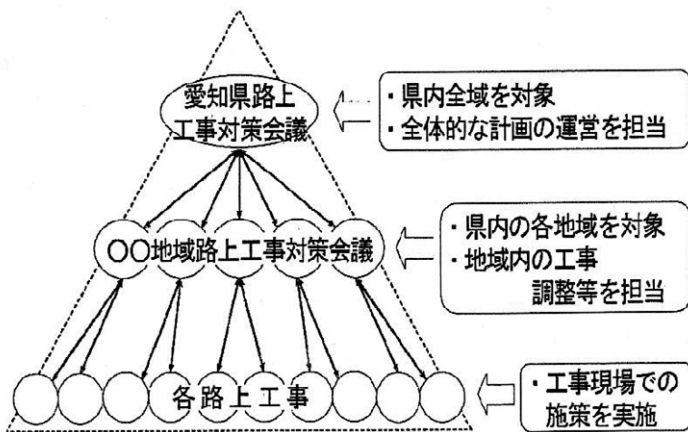 愛知県路上
工事対策会議
・県内全域を対象
・全体的な計画の運営を担当
〇〇地域路上工事対策会議
・県内の各地域を対象
・地域内の工事
調整等を担当
各路上工事
・工事現場での
施策を実施